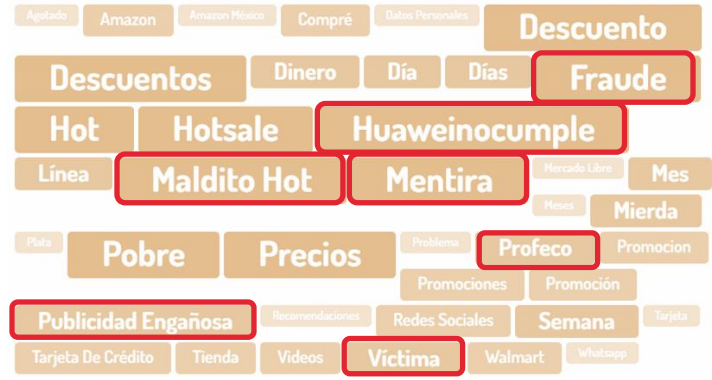 Agotado Amazon Amazon México Compré Datos Personales Descuento
Descuentos Dinero Día Días Fraude
Hot Hotsale Huaweinocumple
Línea Maldito Hot Mentira Mercado Libre Mes
Meses Mierda
Plata Pobre Precios Problema Profeco Promocion
Promociones Promoción
Publicidad Engañosa Recomendaciones Redes Sociales Semana Tarjeta
Tarjeta De Crédito Tienda Videos Víctima Walmart Whatsapp